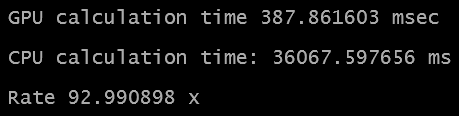 GPU calculation time 387.861603 msec
CPU calculation time: 36067.597656 ms
Rate 92.990898 x